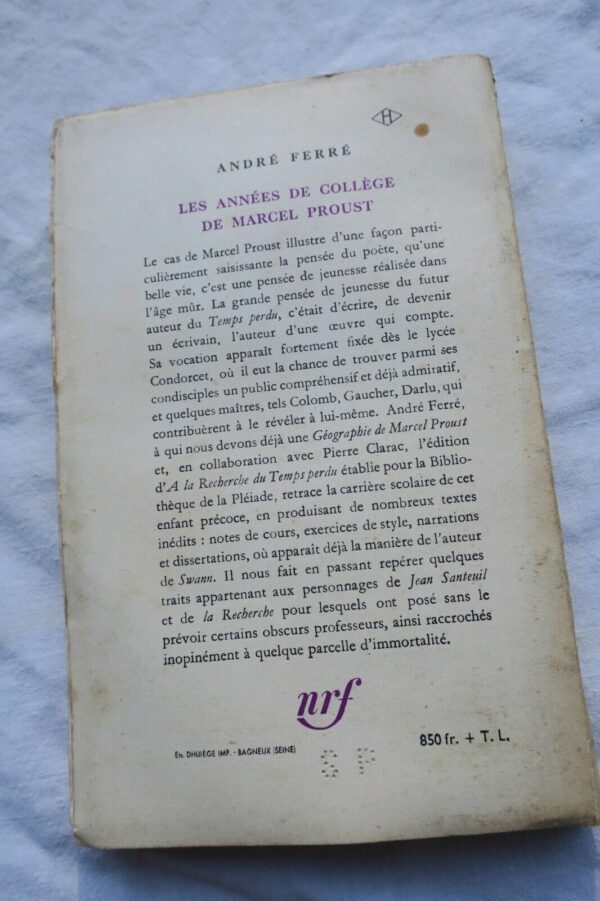 H
ANDRÉ FERRÉ
LES ANNÉES DE COLLÈGE
DE MARCEL PROUST
Le cas de Marcel Proust illustre d'une façon parti-
culièrement saisissante la pensée du poète, qu'une
belle vie, c'est une pensée de jeunesse réalisée dans
l'âge mûr. La grande pensée de jeunesse du futur
auteur du Temps perdu, c'était d'écrire, de devenir
un écrivain, l'auteur d'une œuvre qui compte.
Sa vocation apparaît fortement fixée dès le lycée
Condorcet, où il eut la chance de trouver parmi ses
condisciples un public compréhensif et déjà admiratif,
et quelques maîtres, tels Colomb, Gaucher, Darlu, qui
contribuèrent à le révéler à lui-même. André Ferré,
à qui nous devons déjà une Géographie de Marcel Proust
et, en collaboration avec Pierre Clarac, l'édition
d'A la Recherche du Temps perdu établie pour la Biblio-
thèque de la Pléiade, retrace la carrière scolaire de cet
enfant précoce, en produisant de nombreux textes
inédits : notes de cours, exercices de style, narrations
et dissertations, où apparaît déjà la manière de l'auteur
de Swann. Il nous fait en passant repérer quelques
traits appartenant aux personnages de Jean Santeuil
et de la Recherche pour lesquels ont posé sans le
prévoir certains obscurs professeurs, ainsi raccrochés
inopinément à quelque parcelle d'immortalité.
nrf
Ets. DHUIÈGE IMP. - BAGNEUX (SEINE)
S P
850 fr. + T. L.